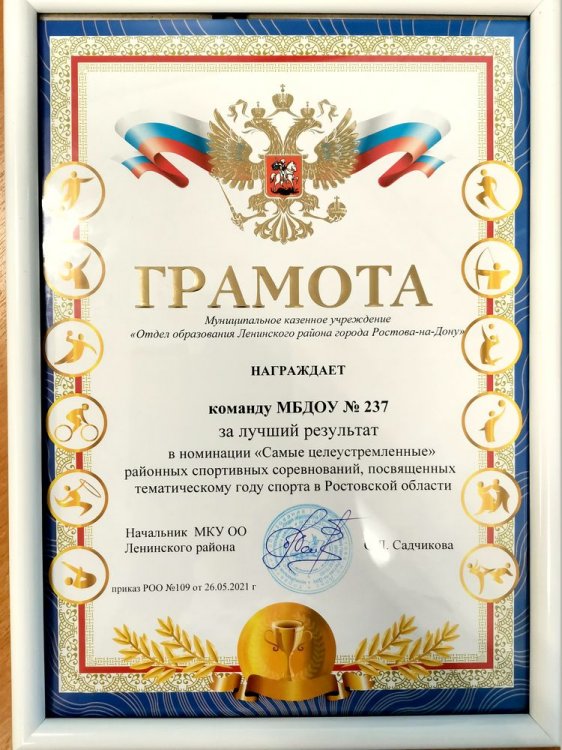 ГРАМОТА
Муниципальное казенное учреждение
«Отдел образования Ленинского района города Ростова-на-Дону»
НАГРАЖДАЕТ
команду МБДОУ № 237
за лучший результат
в номинации «Самые целеустремленные»
районных спортивных соревнований, посвященных
тематическому году спорта в Ростовской области
Начальник МКУ ОО
Ленинского района
Садчикова
приказ РОО №109 от 26.05.2021 г